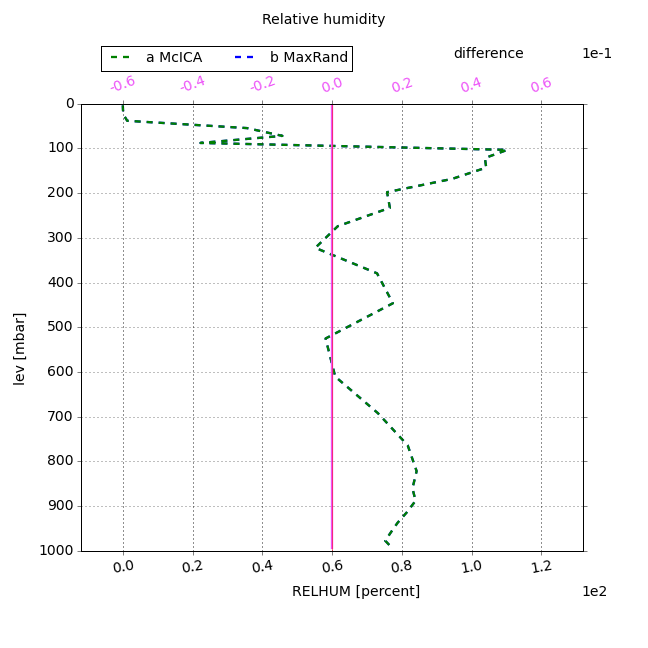 Relative humidity
a McICA b MaxRand difference 1e-1
-0.6 -0.4 -0.2 0.0 0.2 0.4 0.6
0
100
200
300
400
500
600
700
800
900
1000
lev [mbar]
0.0 0.2 0.4 0.6 0.8 1.0 1.2
RELHUM [percent] 1e2